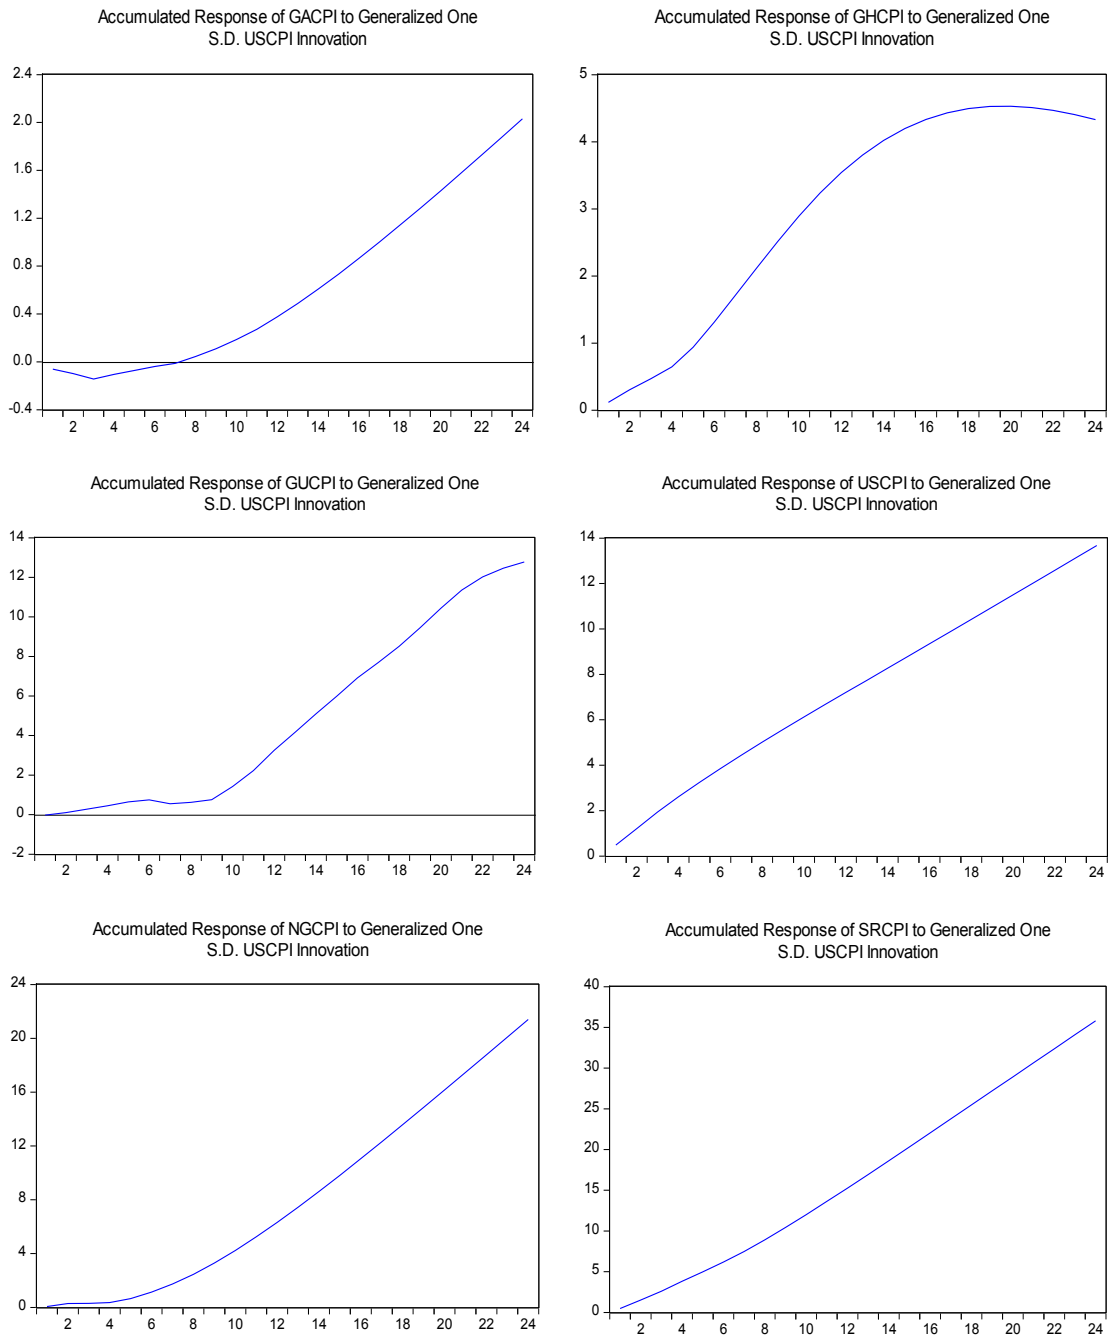 Accumulated Response of GACPI to Generalized One
S.D. USCPI Innovation
2.4
2.0
1.6
1.2
0.8
0.4
0.0
-0.4
2 4 6 8 10 12 14 16 18 20 22 24
Accumulated Response of GHCPI to Generalized One
S.D. USCPI Innovation
5
4
3
2
1
0
2 4 6 8 10 12 14 16 18 20 22 24
Accumulated Response of GUCPI to Generalized One
S.D. USCPI Innovation
14
12
10
8
6
4
2
0
-2
2 4 6 8 10 12 14 16 18 20 22 24
Accumulated Response of USCPI to Generalized One
S.D. USCPI Innovation
14
12
10
8
6
4
2
0
2 4 6 8 10 12 14 16 18 20 22 24
Accumulated Response of NGCPI to Generalized One
S.D. USCPI Innovation
24
20
16
12
8
4
0
2 4 6 8 10 12 14 16 18 20 22 24
Accumulated Response of SRCPI to Generalized One
S.D. USCPI Innovation
40
35
30
25
20
15
10
5
0
2 4 6 8 10 12 14 16 18 20 22 24